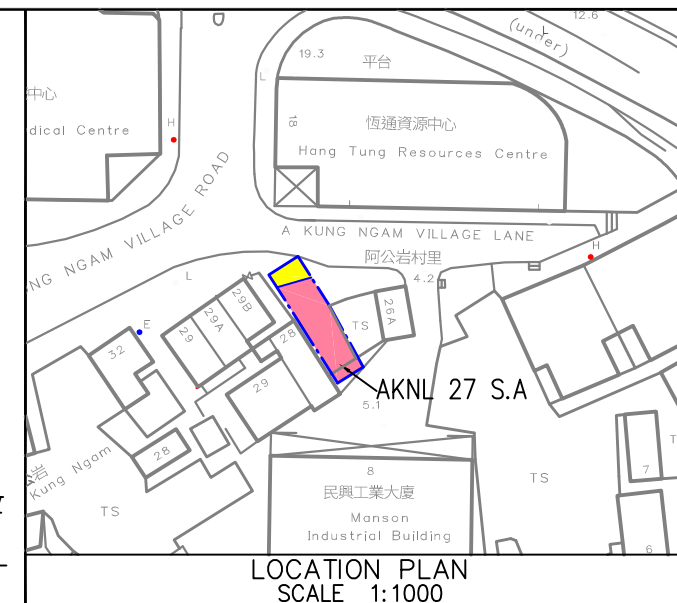 12.6
(under)
19.3
平台
L
中心
dical Centre
H
18
恆通資源中心
Hang Tung Resources Centre
NG NGAM VILLAGE ROAD
A KUNG NGAM VILLAGE LANE
阿公岩村里
H
4.2
L
29B
29A
29
28
TS
26A
E
32
AKNL 27 S.A
5.1
29
28
岩
Kung Ngam
TS
8
民興工業大廈
Manson
Industrial Building
TS
T
7
6
LOCATION PLAN
SCALE 1:1000